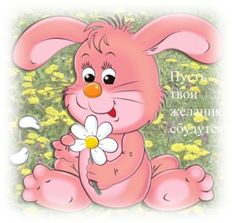 Пусть
твои
желания
сбудутся